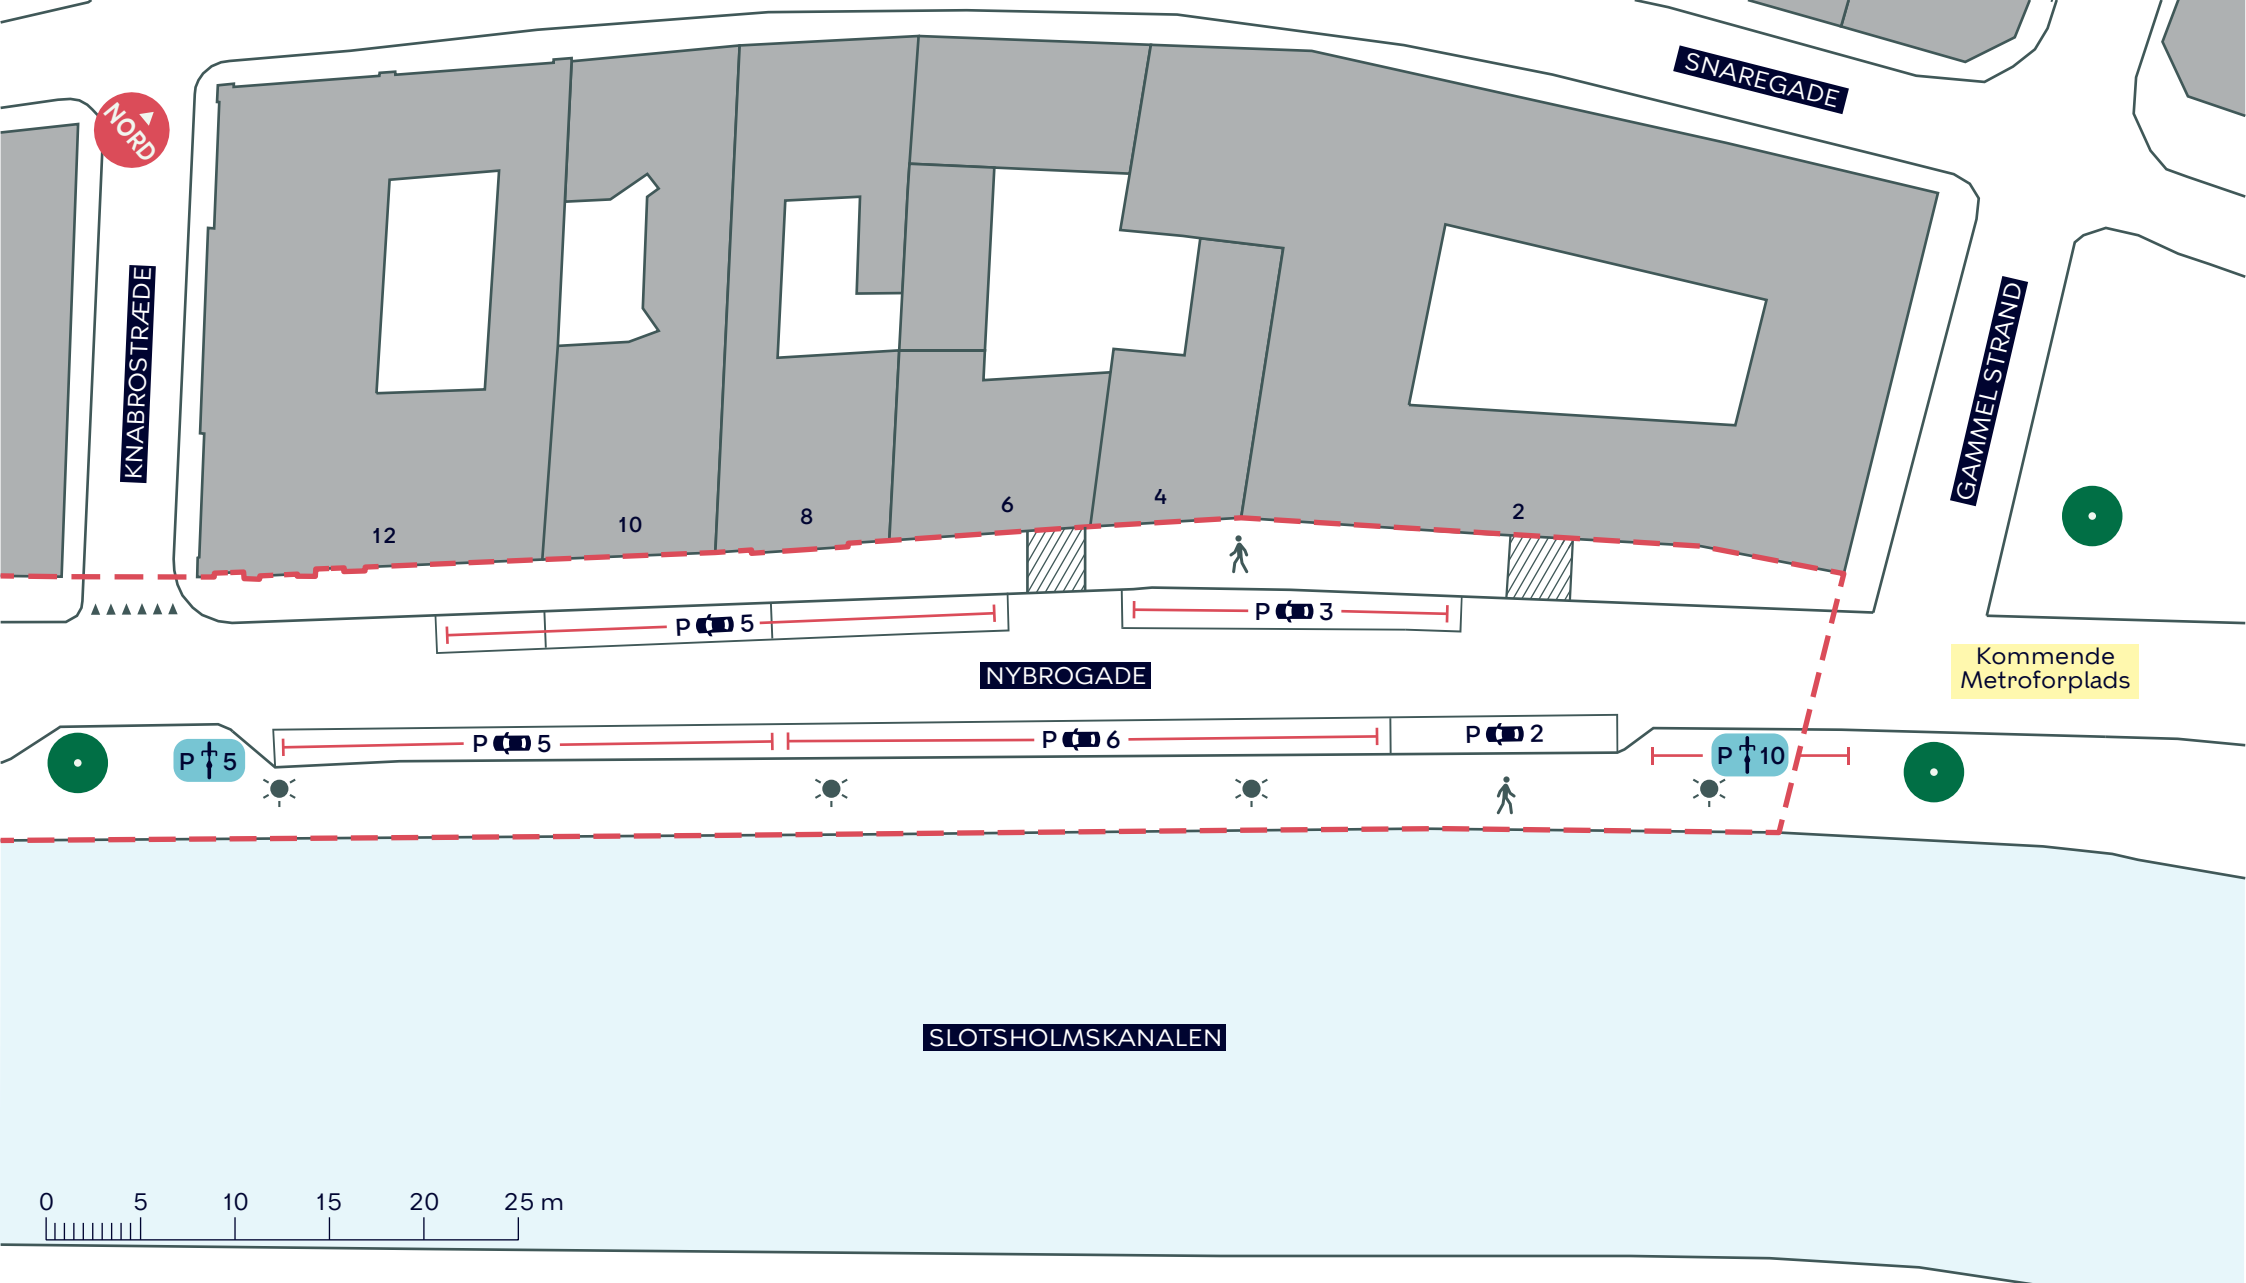 SNAREGADE
NORD
KNABROSTRÆDE
GAMMEL STRAND
12
10
8
6
4
2
P 5
P 3
NYBROGADE
Kommende
Metroforplads
P 5
P 5
P 6
P 2
P 10
SLOTSHOLMSKANALEN
0 5 10 15 20 25 m